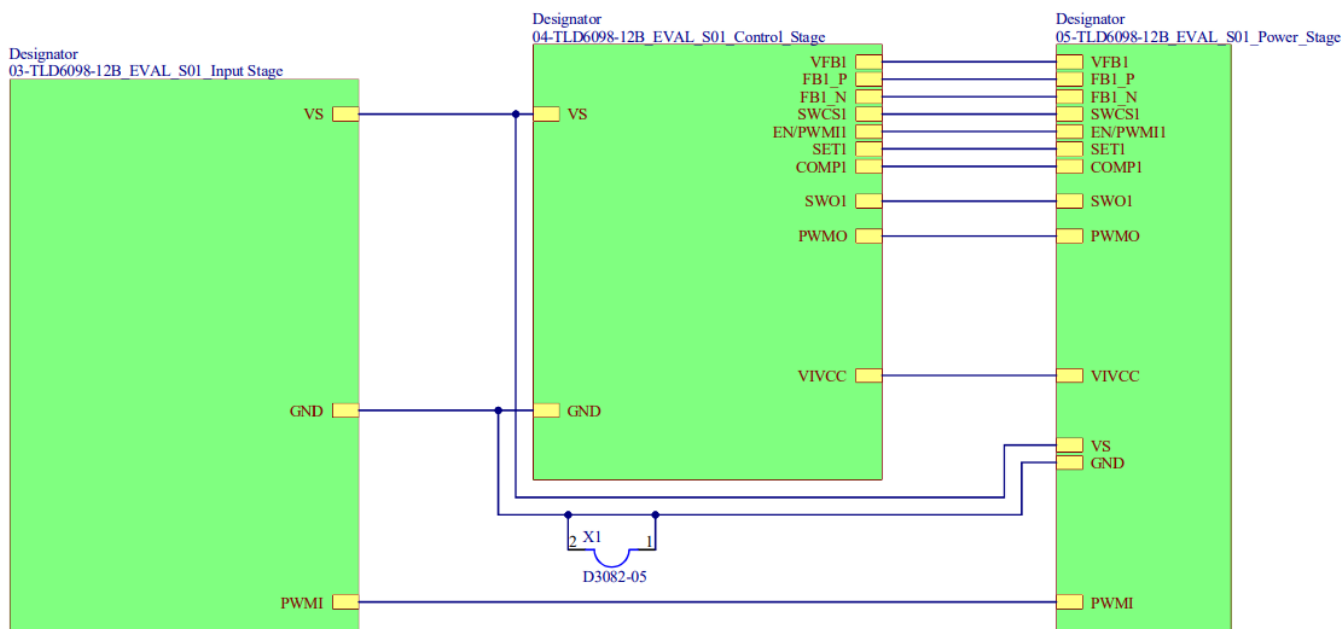 Designator
03-TLD6098-12B_EVAL_S01_Input Stage
VS
GND
PWMI
Designator
04-TLD6098-12B_EVAL_S01_Control_Stage
VS
GND
VFB1
FB1_P
FB1_N
SWCS1
EN/PWMI1
SET1
COMP1
SWO1
PWMO
VIVCC
2 X1 1
D3082-05
Designator
05-TLD6098-12B_EVAL_S01_Power_Stage
VFB1
FB1_P
FB1_N
SWCS1
EN/PWMI1
SET1
COMP1
SWO1
PWMO
VIVCC
VS
GND
PWMI